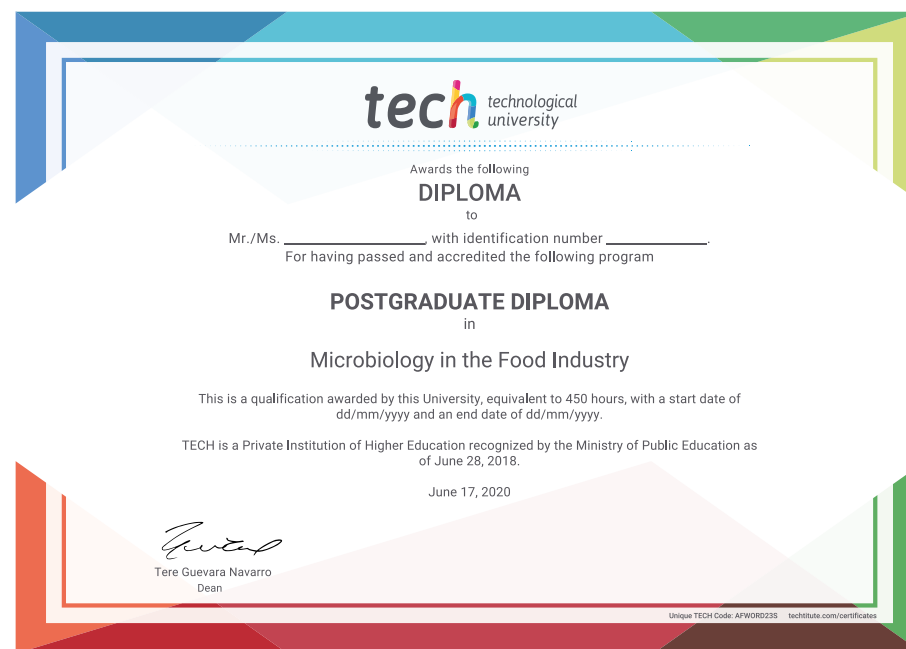 tech technological
university
Awards the following
DIPLOMA
to
Mr./Ms. ____________________, with identification number ______________.
For having passed and accredited the following program
POSTGRADUATE DIPLOMA
in
Microbiology in the Food Industry
This is a qualification awarded by this University, equivalent to 450 hours, with a start date of
dd/mm/yyyy and an end date of dd/mm/yyyy.
TECH is a Private Institution of Higher Education recognized by the Ministry of Public Education as
of June 28, 2018.
June 17, 2020
Tere Guevara Navarro
Dean
Unique TECH Code: AFWORD23S techtitute.com/certificates